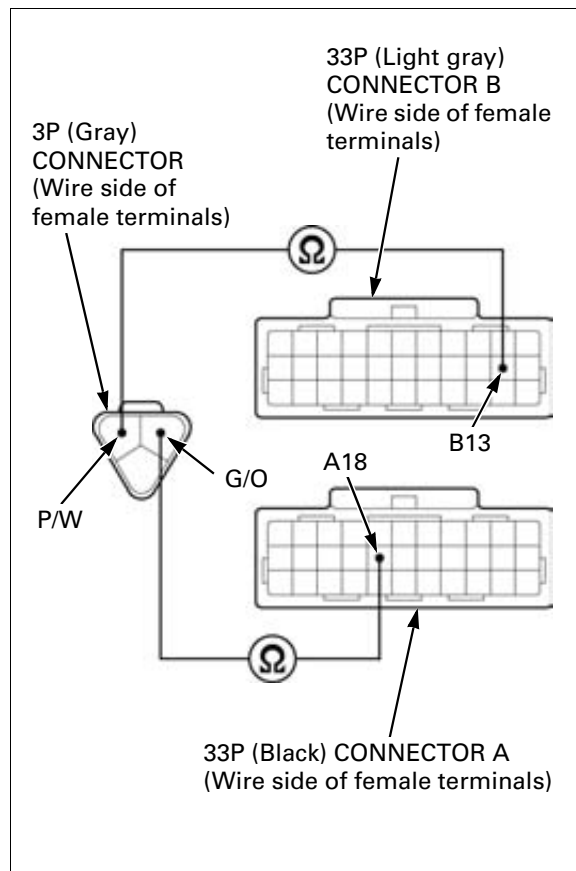 33P (Light gray)
CONNECTOR B
(Wire side of female
terminals)
3P (Gray)
CONNECTOR
(Wire side of
female terminals)
Ω
B13
A18
G/O
P/W
Ω
33P (Black) CONNECTOR A
(Wire side of female terminals)